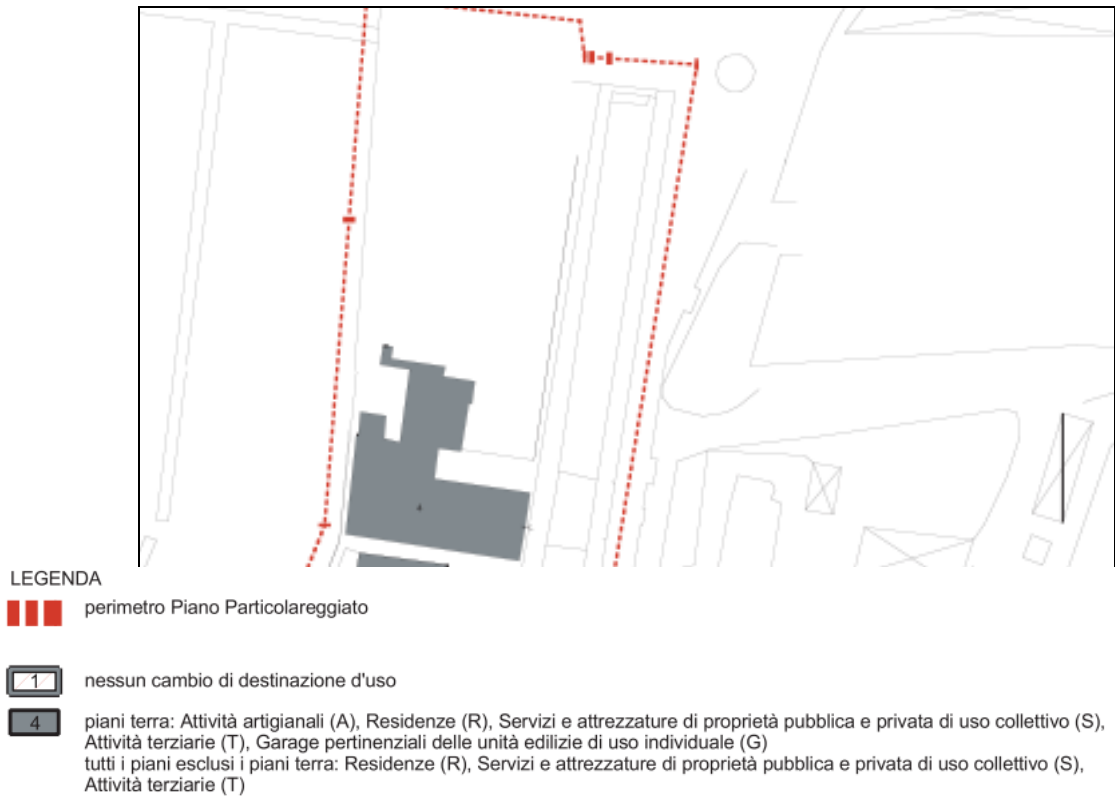 4
LEGENDA
perimetro Piano Particolareggiato
1
nessun cambio di destinazione d'uso
4
piani terra: Attività artigianali (A), Residenze (R), Servizi e attrezzature di proprietà pubblica e privata di uso collettivo (S),
Attività terziarie (T), Garage pertinenziali delle unità edilizie di uso individuale (G)
tutti i piani esclusi i piani terra: Residenze (R), Servizi e attrezzature di proprietà pubblica e privata di uso collettivo (S),
Attività terziarie (T)